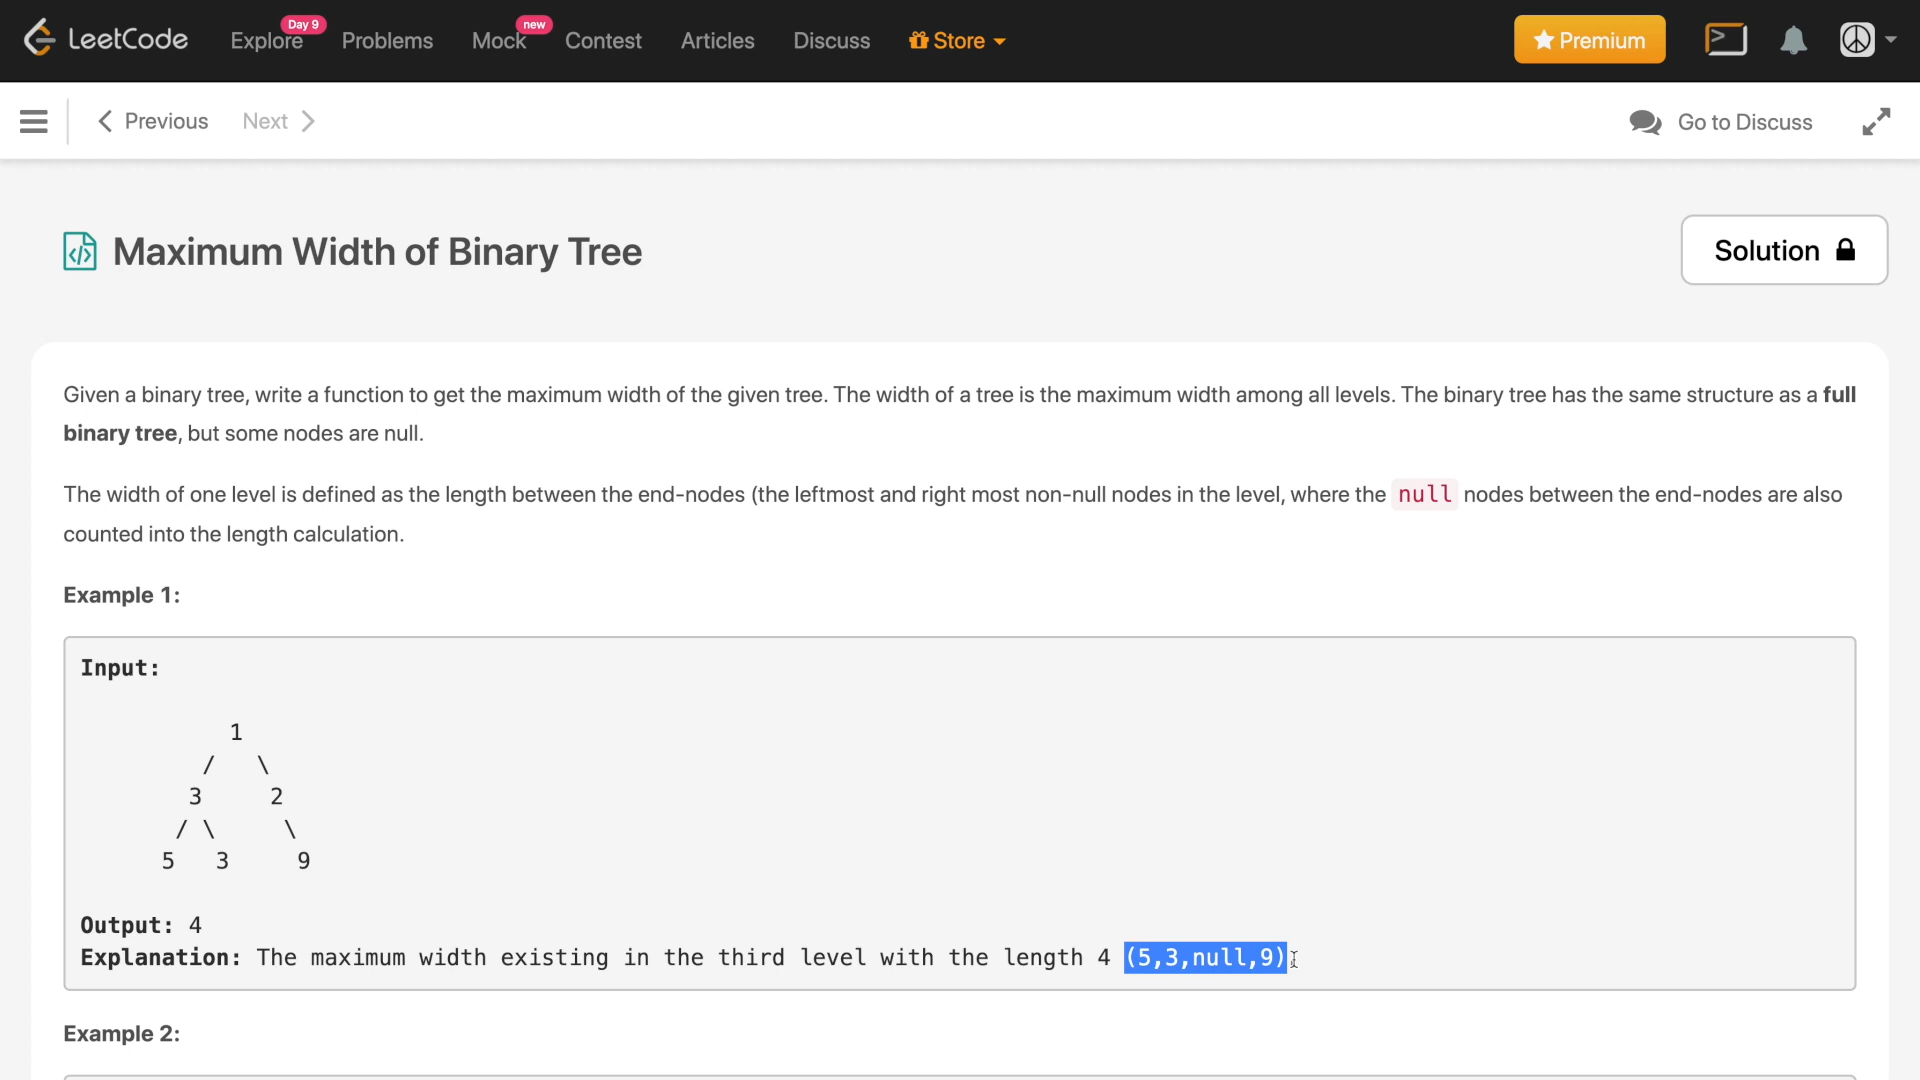 LeetCode Explore Day 9 Problems Mock new Contest Articles Discuss Store Premium
Previous Next Go to Discuss
Maximum Width of Binary Tree Solution
Given a binary tree, write a function to get the maximum width of the given tree. The width of a tree is the maximum width among all levels. The binary tree has the same structure as a full
binary tree, but some nodes are null.
The width of one level is defined as the length between the end-nodes (the leftmost and right most non-null nodes in the level, where the null nodes between the end-nodes are also
counted into the length calculation.
Example 1:
Input:
1
/ \
3 2
/ \ \
5 3 9
Output: 4
Explanation: The maximum width existing in the third level with the length 4 (5,3,null,9).
Example 2: